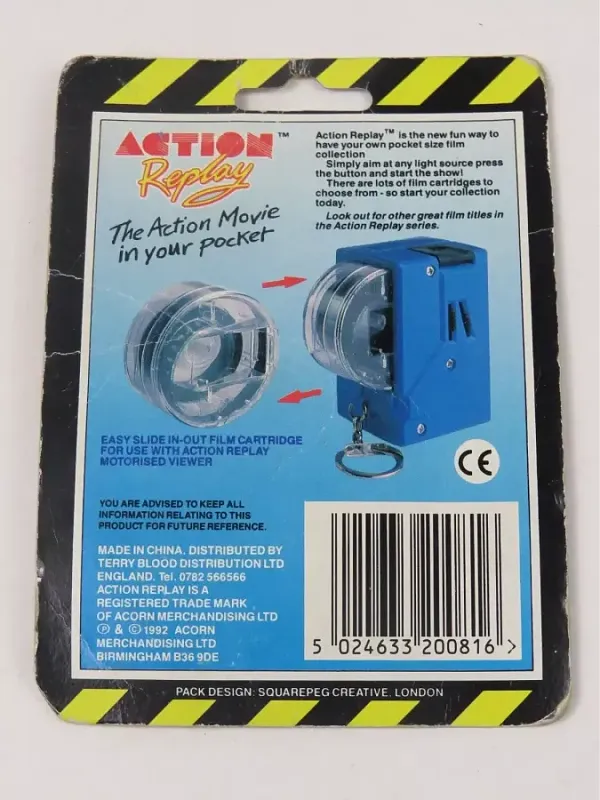 ACTION™
Replay
The Action Movie
in your pocket
Action Replay™ is the new fun way to
have your own pocket size film
collection
Simply aim at any light source press
the button and start the show!
There are lots of film cartridges to
choose from - so start your collection
today.
Look out for other great film titles in
the Action Replay series.
EASY SLIDE IN-OUT FILM CARTRIDGE
FOR USE WITH ACTION REPLAY
MOTORISED VIEWER
CE
YOU ARE ADVISED TO KEEP ALL
INFORMATION RELATING TO THIS
PRODUCT FOR FUTURE REFERENCE.
MADE IN CHINA. DISTRIBUTED BY
TERRY BLOOD DISTRIBUTION LTD
ENGLAND. Tel. 0782 566566
ACTION REPLAY IS A
REGISTERED TRADE MARK
OF ACORN MERCHANDISING LTD
Ⓟ & © 1992 ACORN
MERCHANDISING LTD
BIRMINGHAM B36 9DE
5 024633 200816 >
PACK DESIGN: SQUAREPEG CREATIVE. LONDON